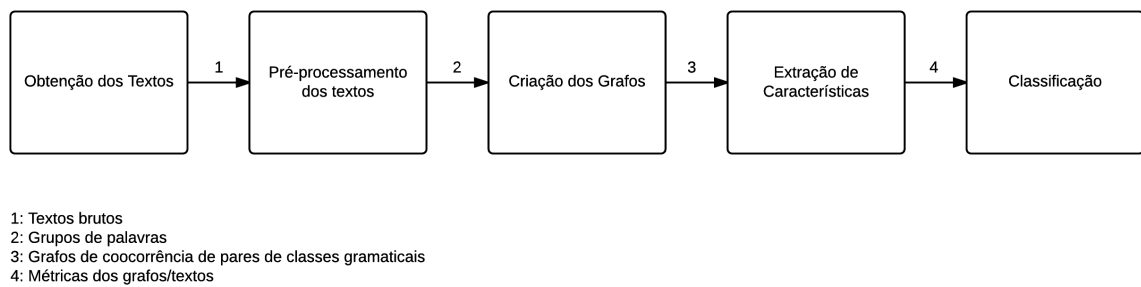 Obtenção dos Textos
1
Pré-processamento
dos textos
2
Criação dos Grafos
3
Extração de
Características
4
Classificação
1: Textos brutos
2: Grupos de palavras
3: Grafos de coocorrência de pares de classes gramaticais
4: Métricas dos grafos/textos